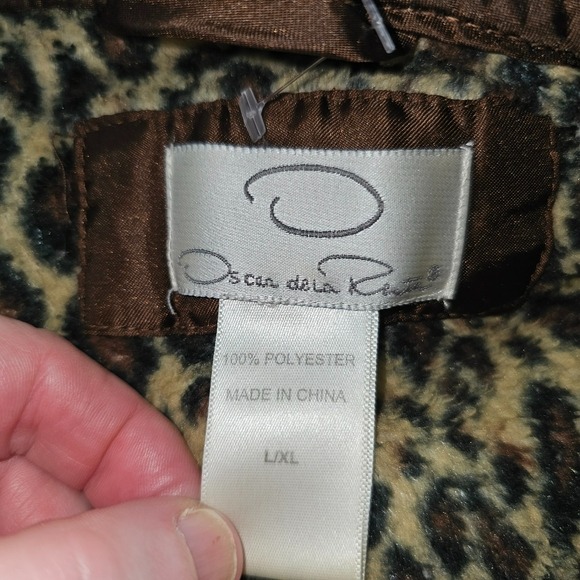 Oscar de la Renta
100% POLYESTER
MADE IN CHINA
L/XL